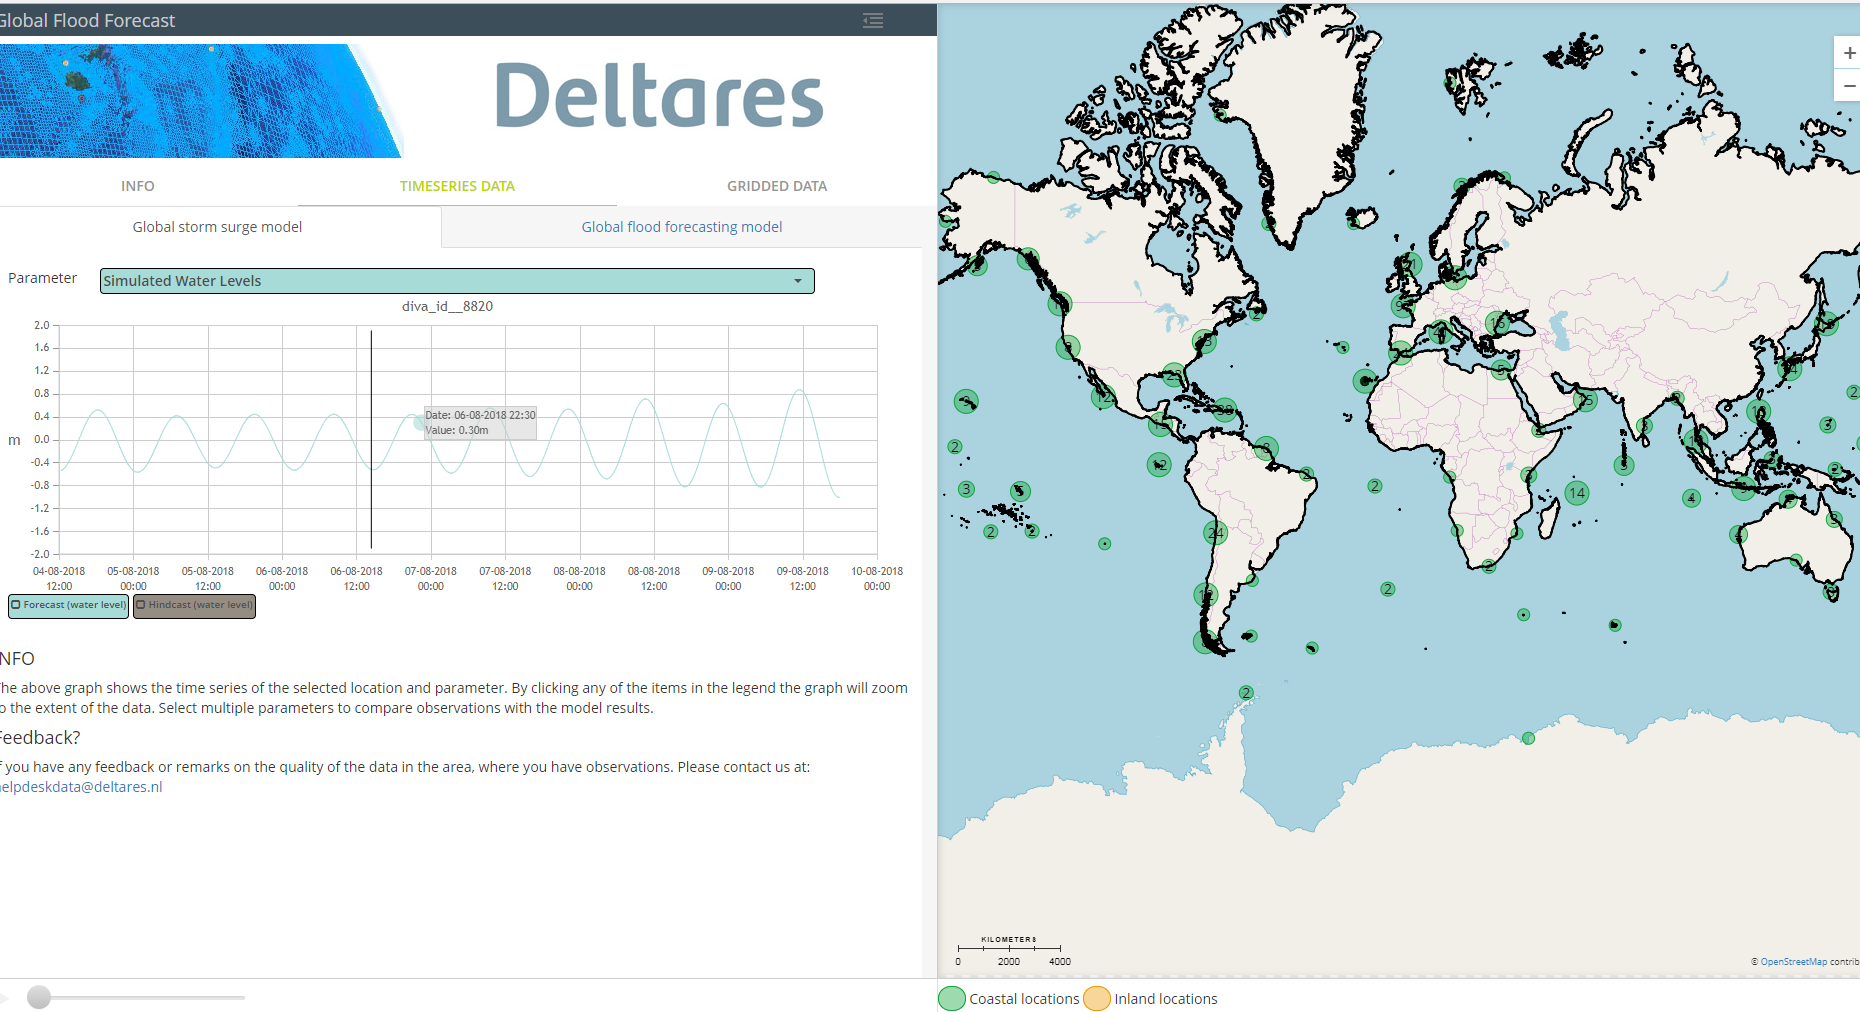 Global Flood Forecast
Deltares
INFO
TIMESERIES DATA
GRIDDED DATA
Global storm surge model
Global flood forecasting model
Parameter
Simulated Water Levels
diva_id__8820
2.0
1.6
1.2
0.8
0.4
m
0.0
-0.4
-0.8
-1.2
-1.6
-2.0
Date: 06-08-2018 22:30
Value: 0.30m
04-08-2018 12:00
05-08-2018 00:00
05-08-2018 12:00
06-08-2018 00:00
06-08-2018 12:00
07-08-2018 00:00
07-08-2018 12:00
08-08-2018 00:00
08-08-2018 12:00
09-08-2018 00:00
09-08-2018 12:00
10-08-2018 00:00
Forecast (water level)
Hindcast (water level)
NFO
he above graph shows the time series of the selected location and parameter. By clicking any of the items in the legend the graph will zoom
o the extent of the data. Select multiple parameters to compare observations with the model results.
Feedback?
f you have any feedback or remarks on the quality of the data in the area, where you have observations. Please contact us at:
elpdeskdata@deltares.nl
+
−
2
3
2
2
12
24
2
2
14
4
3
2
2
2
KILOMETERS
0
2000
4000
© OpenStreetMap contrib
Coastal locations
Inland locations